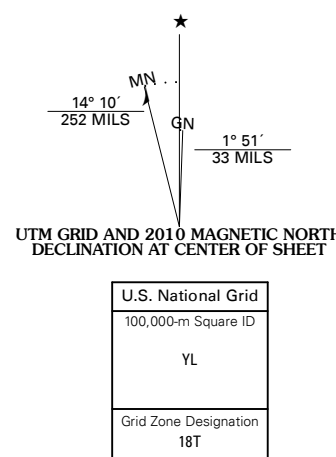 ★
MN
GN
14° 10´
252 MILS
1° 51´
33 MILS
UTM GRID AND 2010 MAGNETIC NORTH
DECLINATION AT CENTER OF SHEET
U.S. National Grid
100,000-m Square ID
YL
Grid Zone Designation
18T